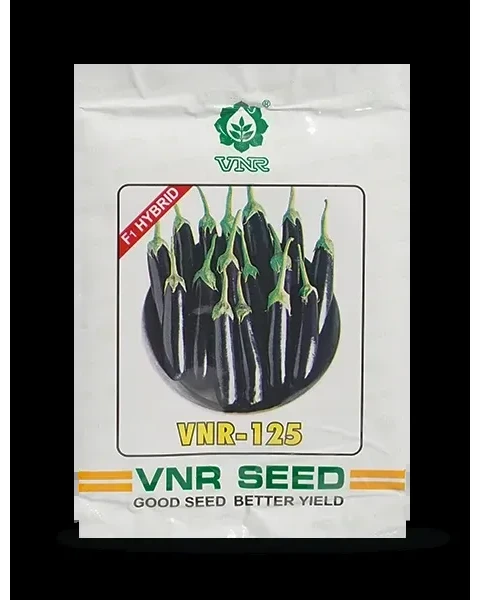 ®
VNR
F1 HYBRID
VNR-125
VNR SEED
GOOD SEED BETTER YIELD